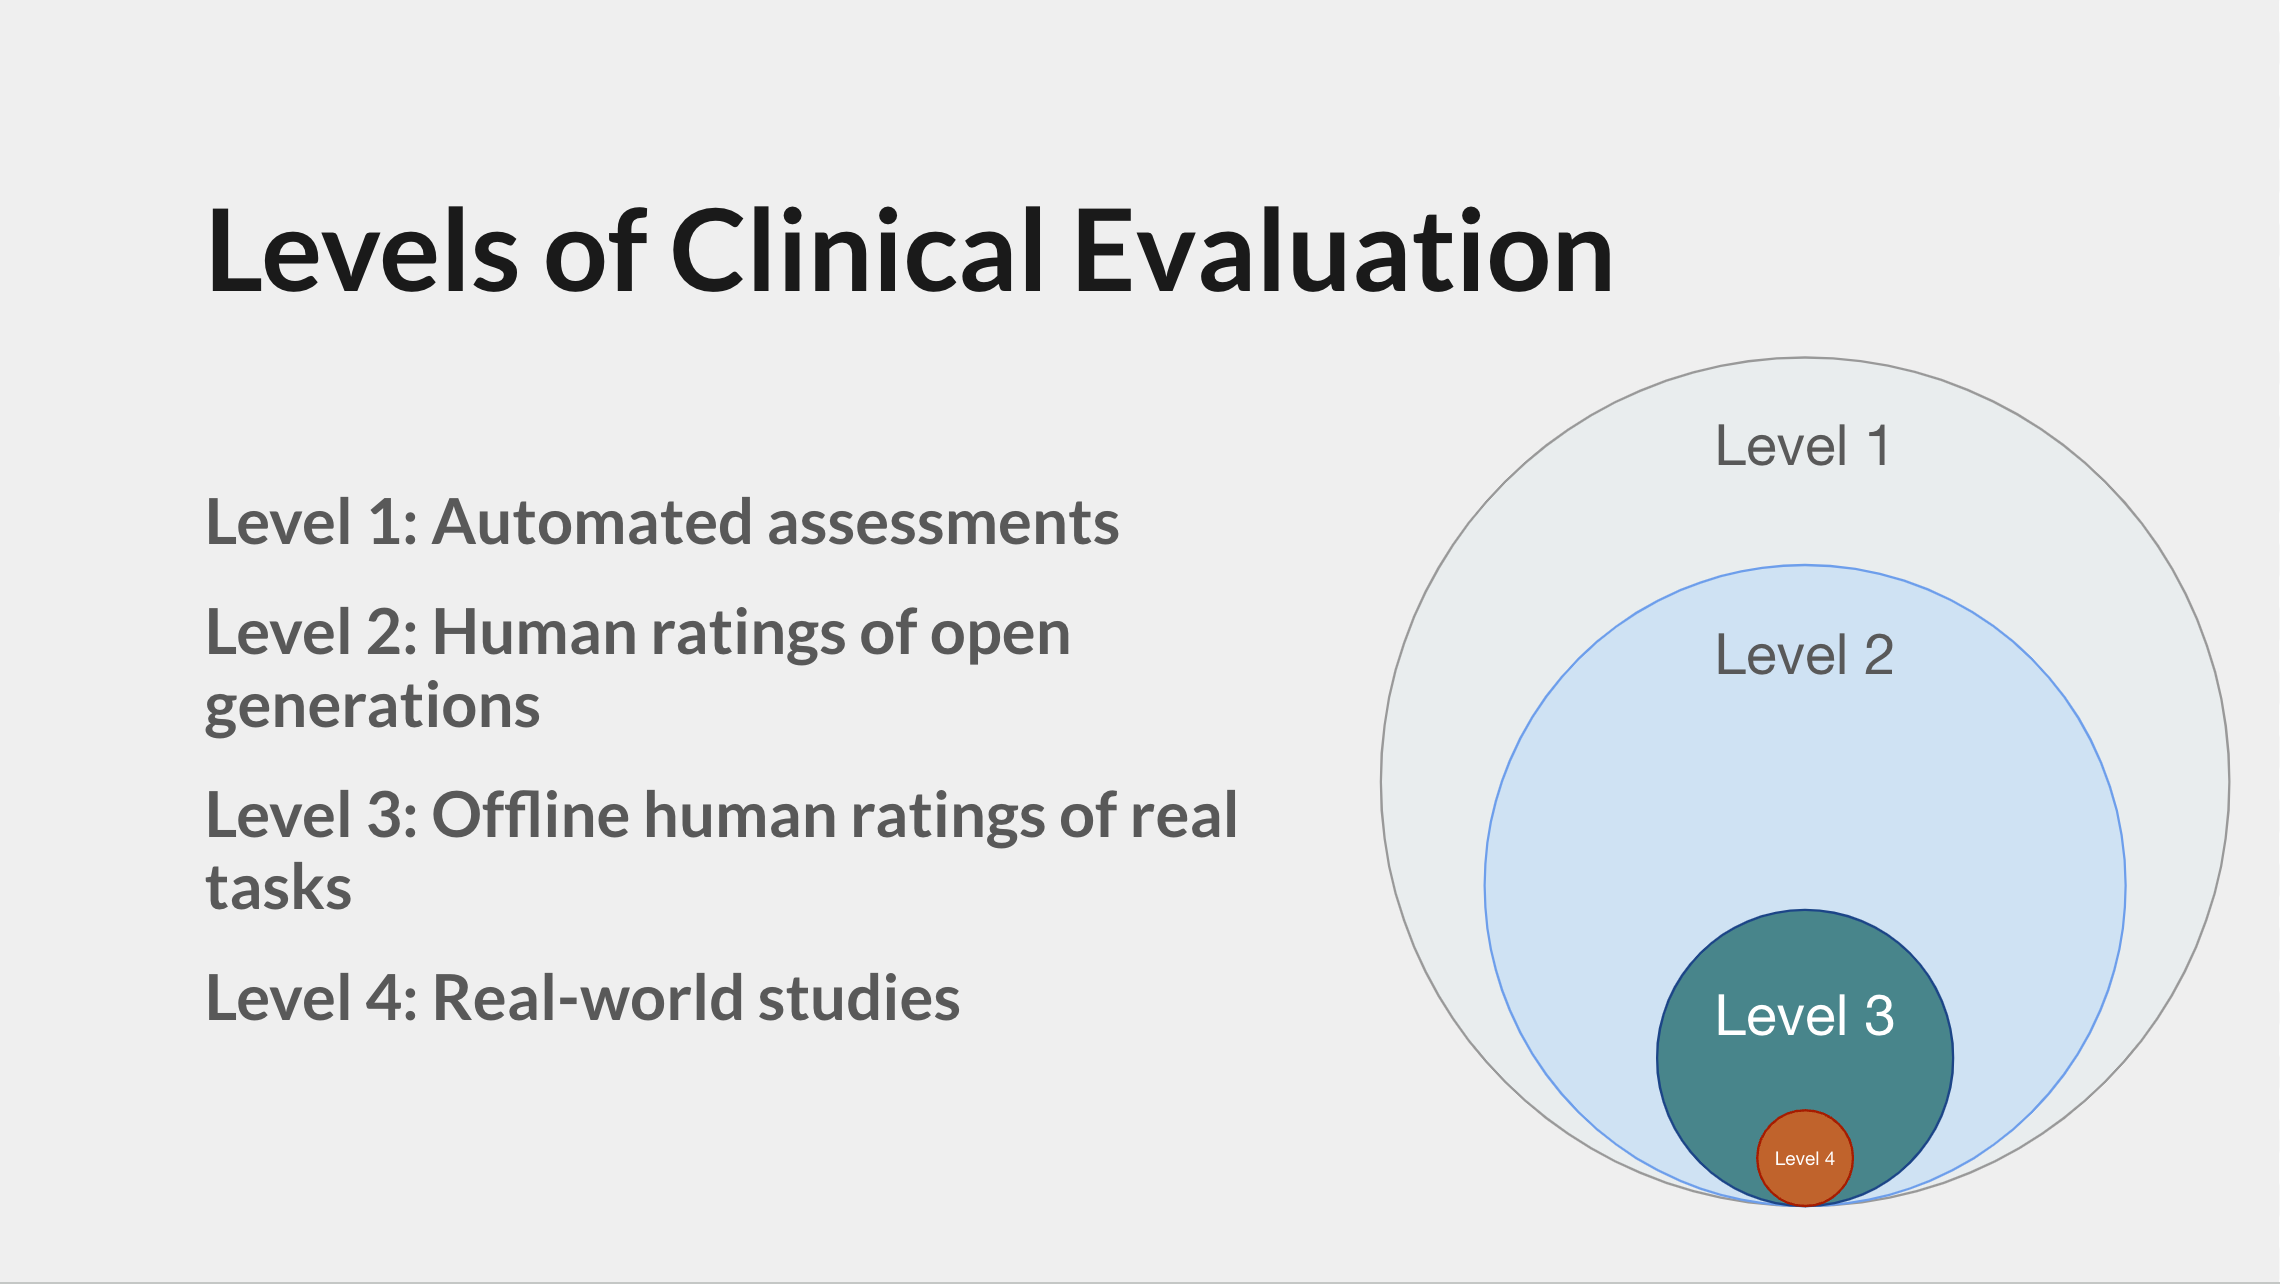 Levels of Clinical Evaluation
Level 1: Automated assessments
Level 2: Human ratings of open
generations
Level 3: Offline human ratings of real
tasks
Level 4: Real-world studies
Level 1
Level 2
Level 3
Level 4